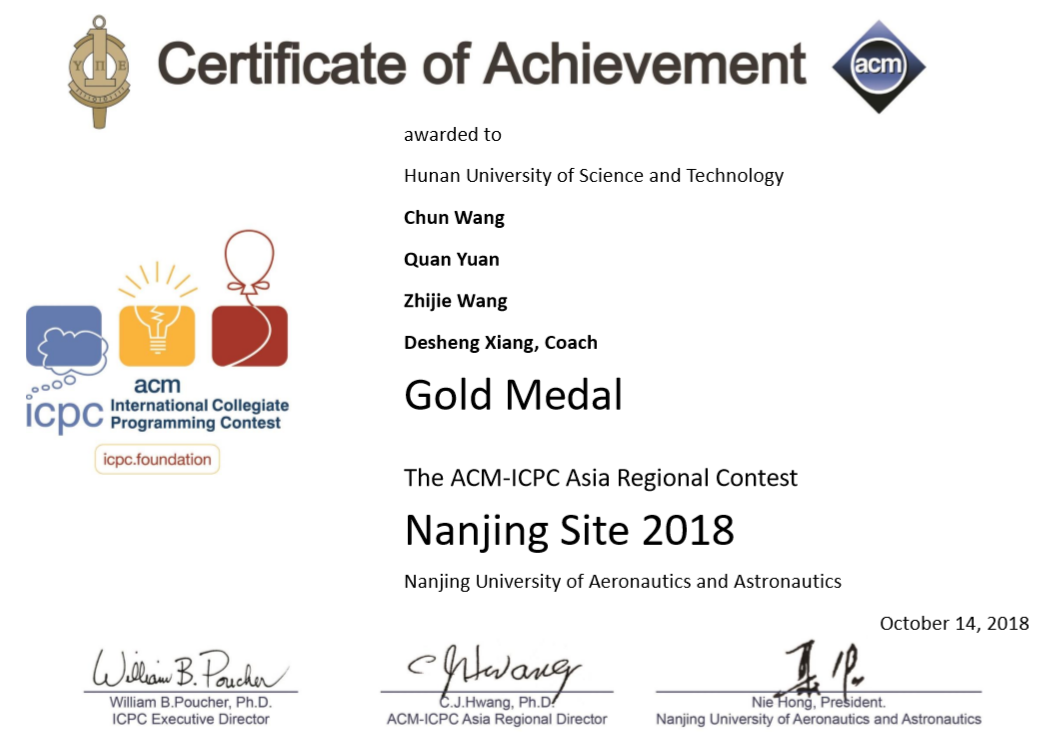 Certificate of Achievement
acm
Υ Π Ε
awarded to
Hunan University of Science and Technology
Chun Wang
Quan Yuan
Zhijie Wang
Desheng Xiang, Coach
Gold Medal
acm
icpc International Collegiate
Programming Contest
icpc.foundation
The ACM-ICPC Asia Regional Contest
Nanjing Site 2018
Nanjing University of Aeronautics and Astronautics
October 14, 2018
William B. Poucher
William B.Poucher, Ph.D.
ICPC Executive Director
C J Hwang
C.J.Hwang, Ph.D.
ACM-ICPC Asia Regional Director
Nie Hong, President.
Nanjing University of Aeronautics and Astronautics